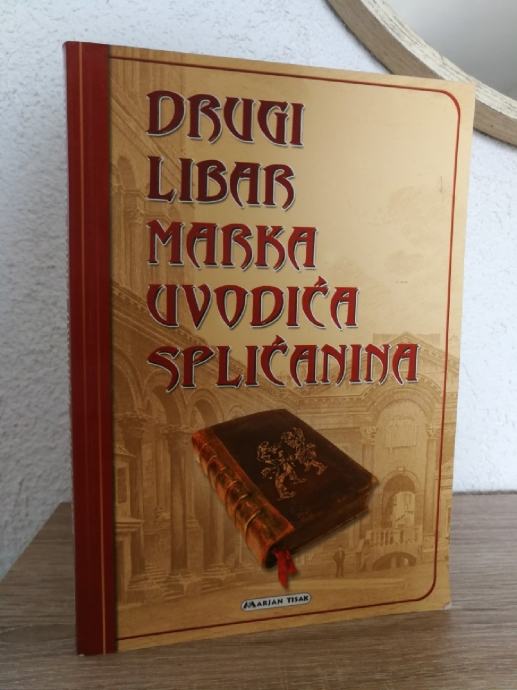 DRUGI
LIBAR
MARKA
UVODIĆA
SPLIĆANINA
MARJAN TISAK